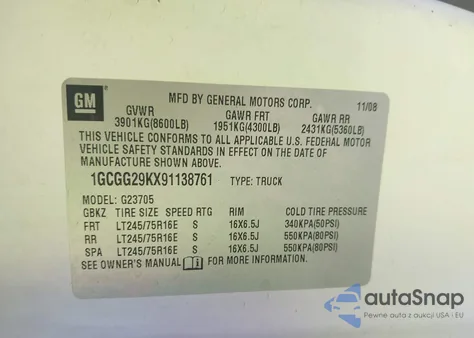 GM
MFD BY GENERAL MOTORS CORP. 11/08
GVWR GAWR FRT GAWR RR
3901KG(8600LB) 1951KG(4300LB) 2431KG(5360LB)
THIS VEHICLE CONFORMS TO ALL APPLICABLE U.S. FEDERAL MOTOR
VEHICLE SAFETY STANDARDS IN EFFECT ON THE DATE OF
MANUFACTURE SHOWN ABOVE.
1GCGG29KX91138761 TYPE: TRUCK
MODEL: G23705
GBKZ TIRE SIZE SPEED RTG RIM COLD TIRE PRESSURE
FRT LT245/75R16E S 16X6.5J 340KPA(50PSI)
RR LT245/75R16E S 16X6.5J 550KPA(80PSI)
SPA LT245/75R16E S 16X6.5J 550KPA(80PSI)
SEE OWNER'S MANUAL FOR MORE INFORMATION.
autoSnap
Pewne auta z aukcji USA - EU